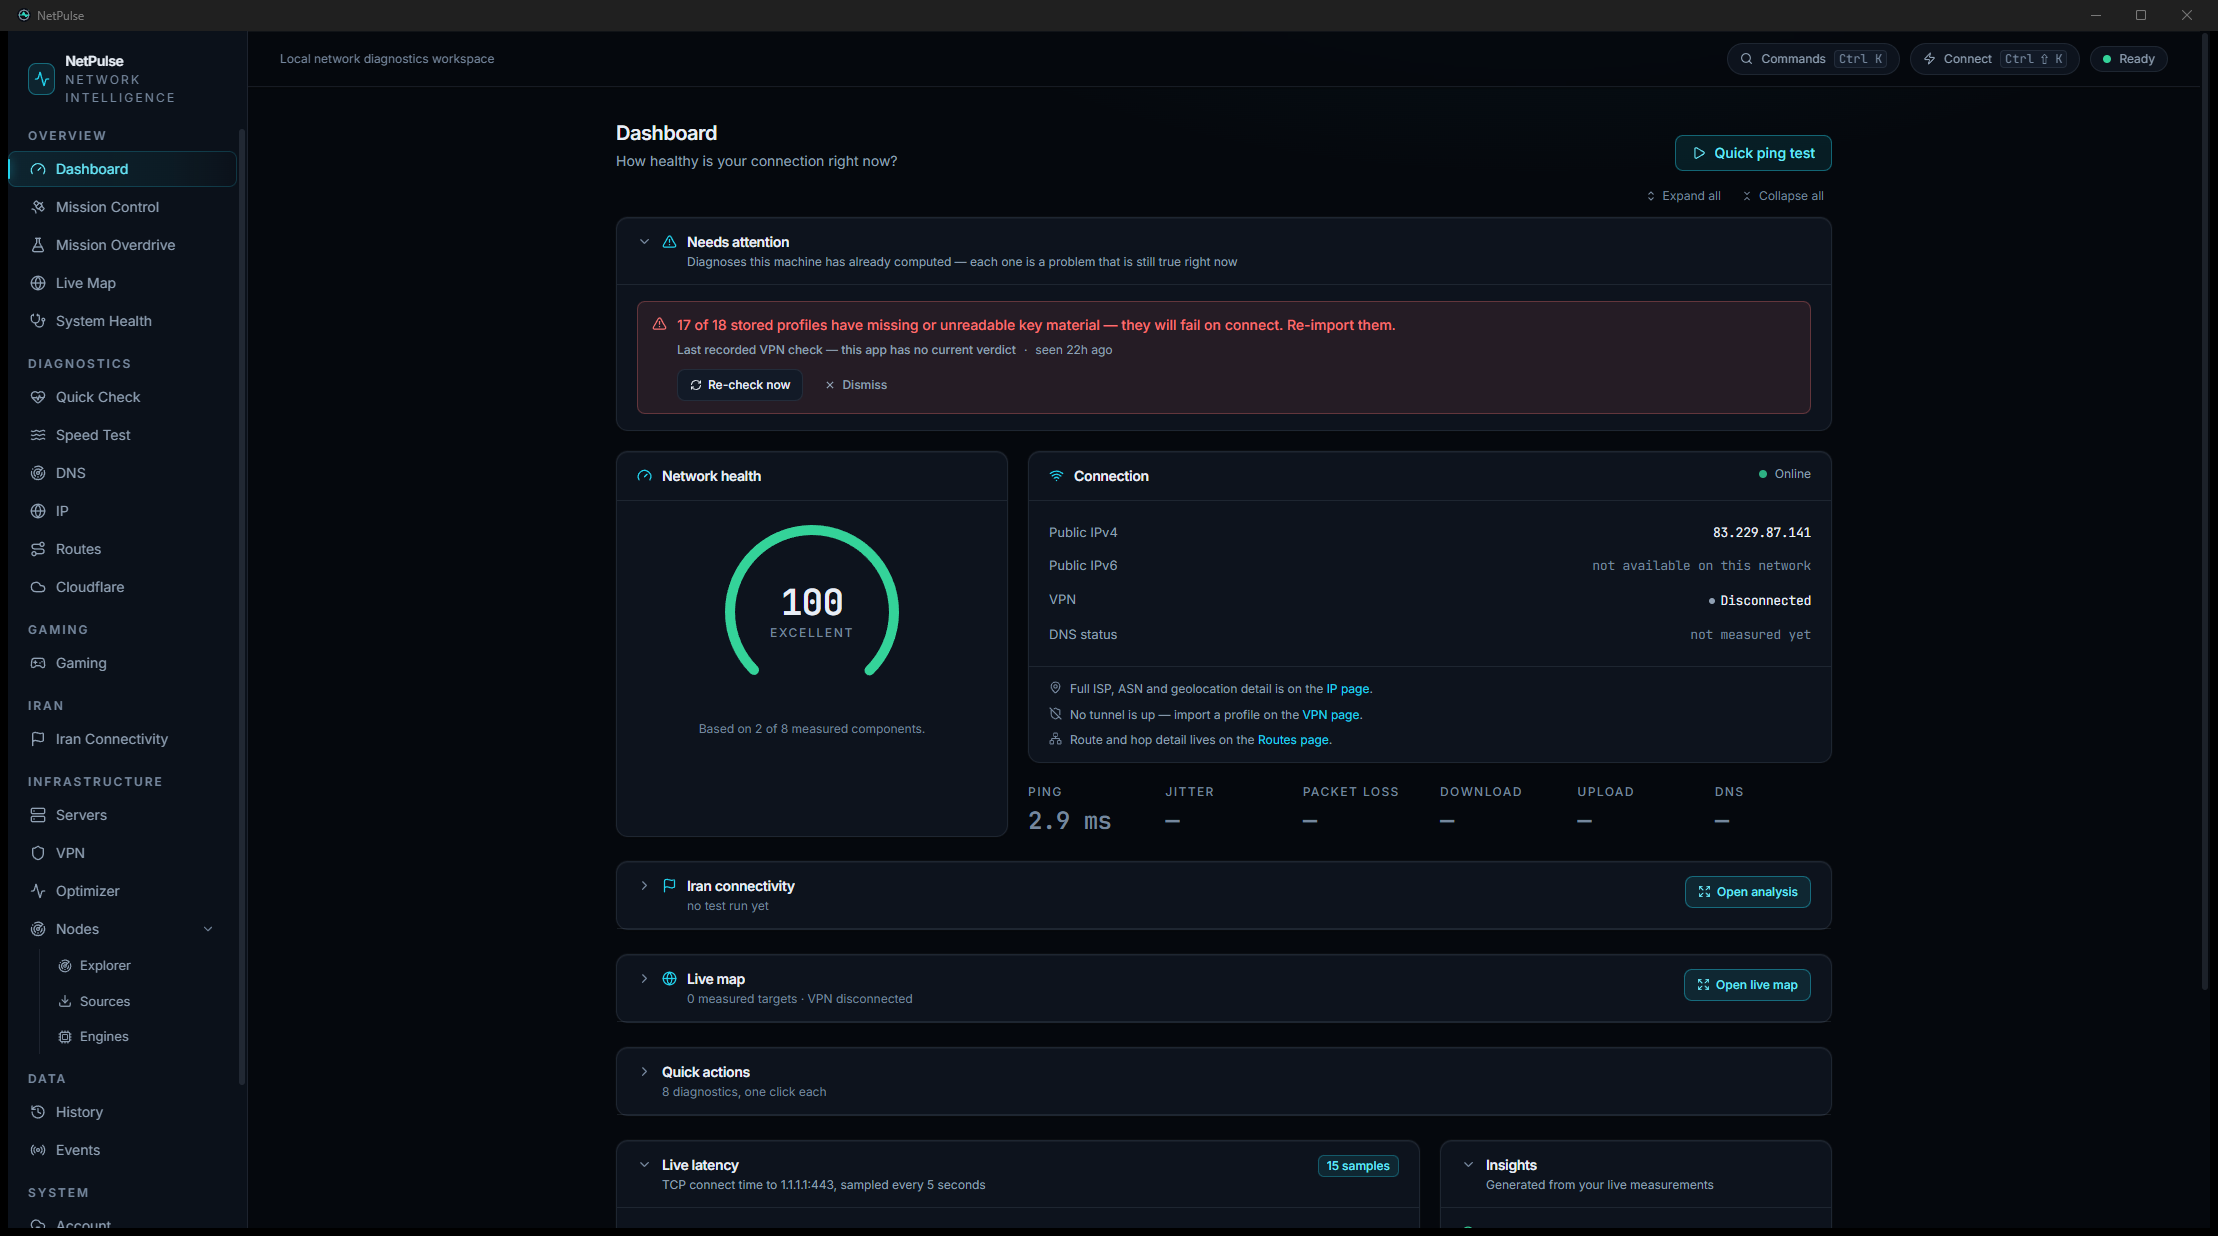 NetPulse
NetPulse
NETWORK
INTELLIGENCE
OVERVIEW
Dashboard
Mission Control
Mission Overdrive
Live Map
System Health
DIAGNOSTICS
Quick Check
Speed Test
DNS
IP
Routes
Cloudflare
GAMING
Gaming
IRAN
Iran Connectivity
INFRASTRUCTURE
Servers
VPN
Optimizer
Nodes
Explorer
Sources
Engines
DATA
History
Events
SYSTEM
Account
Local network diagnostics workspace
Commands Ctrl K
Connect Ctrl ⇧ K
Ready
Dashboard
How healthy is your connection right now?
Quick ping test
Expand all
Collapse all
Needs attention
Diagnoses this machine has already computed — each one is a problem that is still true right now
17 of 18 stored profiles have missing or unreadable key material — they will fail on connect. Re-import them.
Last recorded VPN check — this app has no current verdict · seen 22h ago
Re-check now
Dismiss
Network health
100
EXCELLENT
Based on 2 of 8 measured components.
Connection
Online
Public IPv4 83.229.87.141
Public IPv6 not available on this network
VPN Disconnected
DNS status not measured yet
Full ISP, ASN and geolocation detail is on the IP page.
No tunnel is up — import a profile on the VPN page.
Route and hop detail lives on the Routes page.
PING JITTER PACKET LOSS DOWNLOAD UPLOAD DNS
2.9 ms — — — — —
Iran connectivity
no test run yet
Open analysis
Live map
0 measured targets · VPN disconnected
Open live map
Quick actions
8 diagnostics, one click each
Live latency
TCP connect time to 1.1.1.1:443, sampled every 5 seconds
15 samples
Insights
Generated from your live measurements